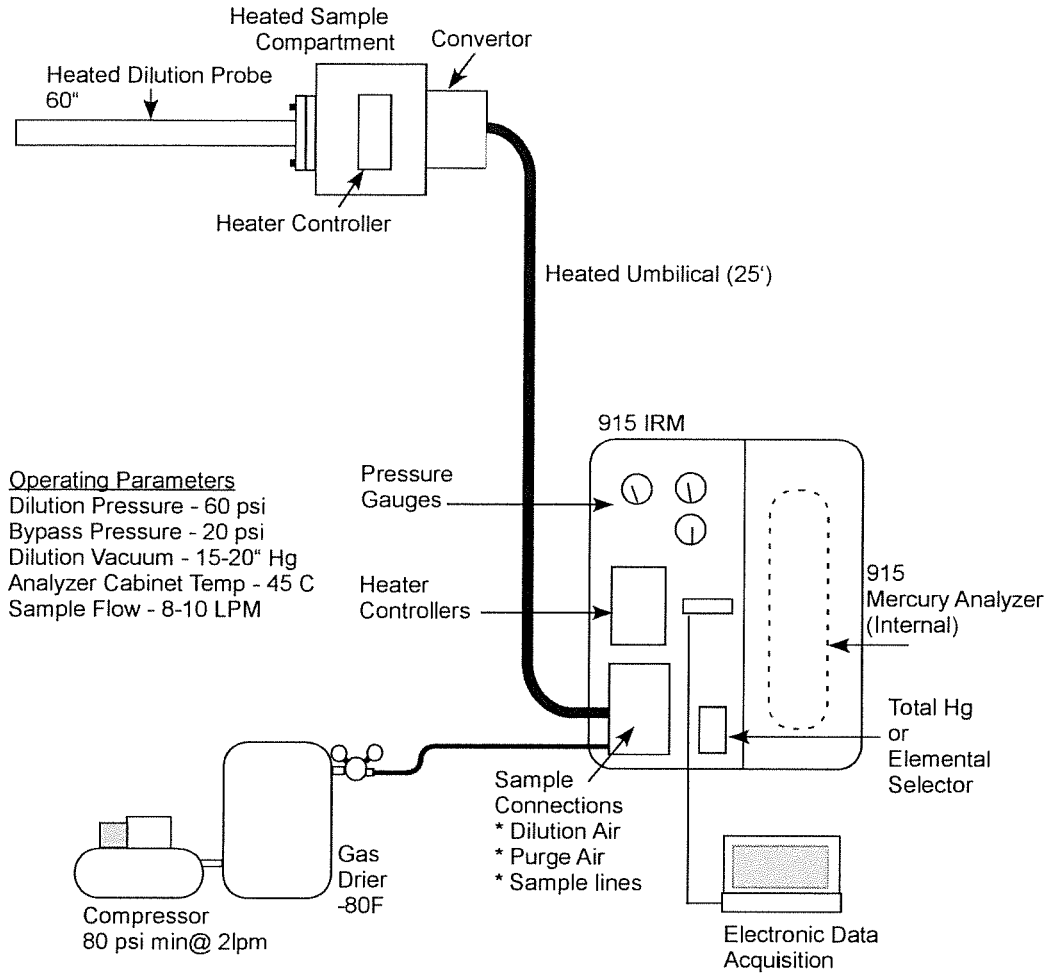 Heated Sample
Compartment
Convertor
Heated Dilution Probe
60"
Heater Controller
Heated Umbilical (25')
915 IRM
Pressure
Gauges
Operating Parameters
Dilution Pressure - 60 psi
Bypass Pressure - 20 psi
Dilution Vacuum - 15-20" Hg
Analyzer Cabinet Temp - 45 C
Sample Flow - 8-10 LPM
Heater
Controllers
915
Mercury Analyzer
(Internal)
Total Hg
or
Elemental
Selector
Sample
Connections
* Dilution Air
* Purge Air
* Sample lines
Gas
Drier
-80F
Compressor
80 psi min@ 2lpm
Electronic Data
Acquisition